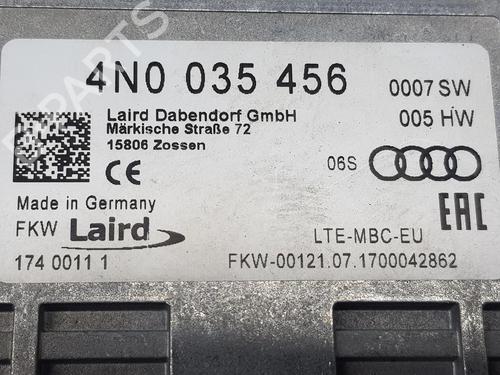 4N0 035 456
0007 SW
Laird Dabendorf GmbH
Märkische Straße 72
15806 Zossen
005 HW
CE
06S
Made in Germany
FKW Laird
EAC
LTE-MBC-EU
174 0011 1
FKW-00121.07.1700042862